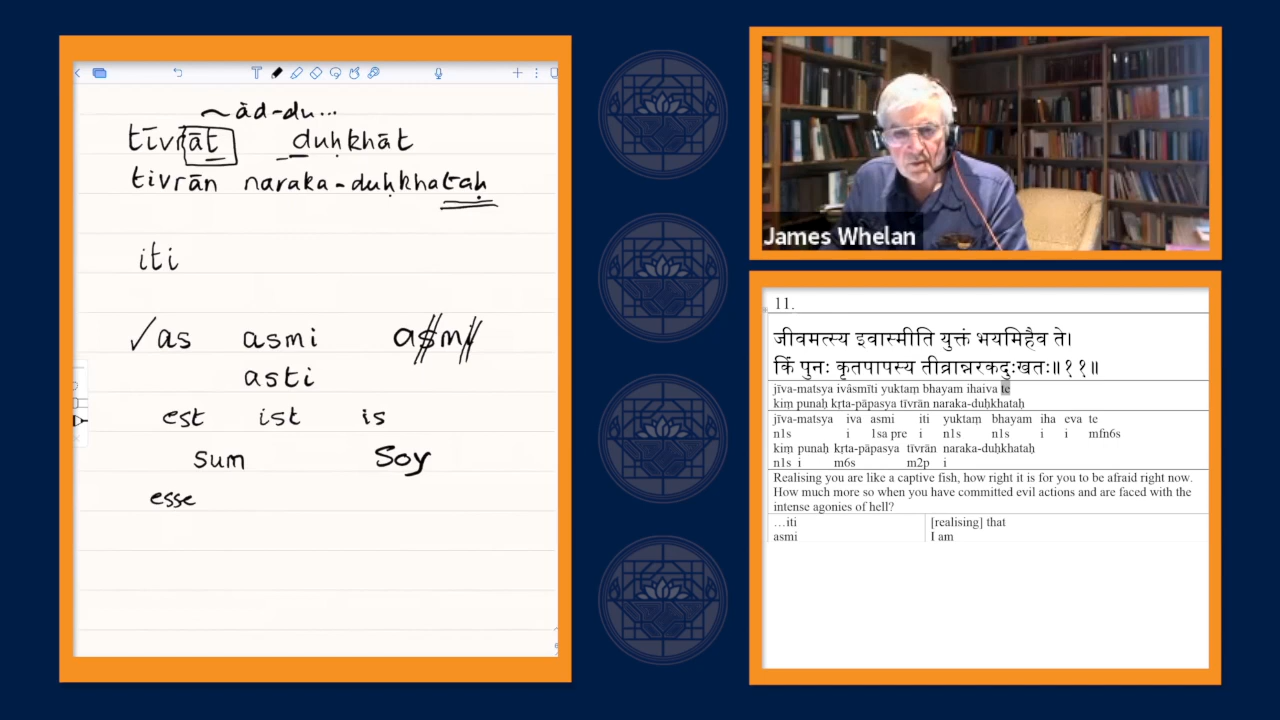 ~ ād-du...
tīvrāt duḥkhāt
tivrān naraka-duḥkhataḥ
iti
√as asmi asmi
asti
est ist is
sum Soy
esse
James Whelan
11.
जीवमत्स्य इवास्मीति युक्तं भयमिहैव ते।
किं पुनः कृतपापस्य तीव्रान्नरकदुःखतः॥११॥
jīva-matsya ivâsmīti yuktaṃ bhayam ihaiva te
kiṃ punaḥ kṛta-pāpasya tīvrān naraka-duḥkhataḥ
jīva-matsya iva asmi iti yuktaṃ bhayam iha eva te
n1s i 1sa pre i n1s n1s i i mfn6s
kiṃ punaḥ kṛta-pāpasya tīvrān naraka-duḥkhataḥ
n1s i m6s m2p i
Realising you are like a captive fish, how right it is for you to be afraid right now.
How much more so when you have committed evil actions and are faced with the
intense agonies of hell?
…iti [realising] that
asmi I am